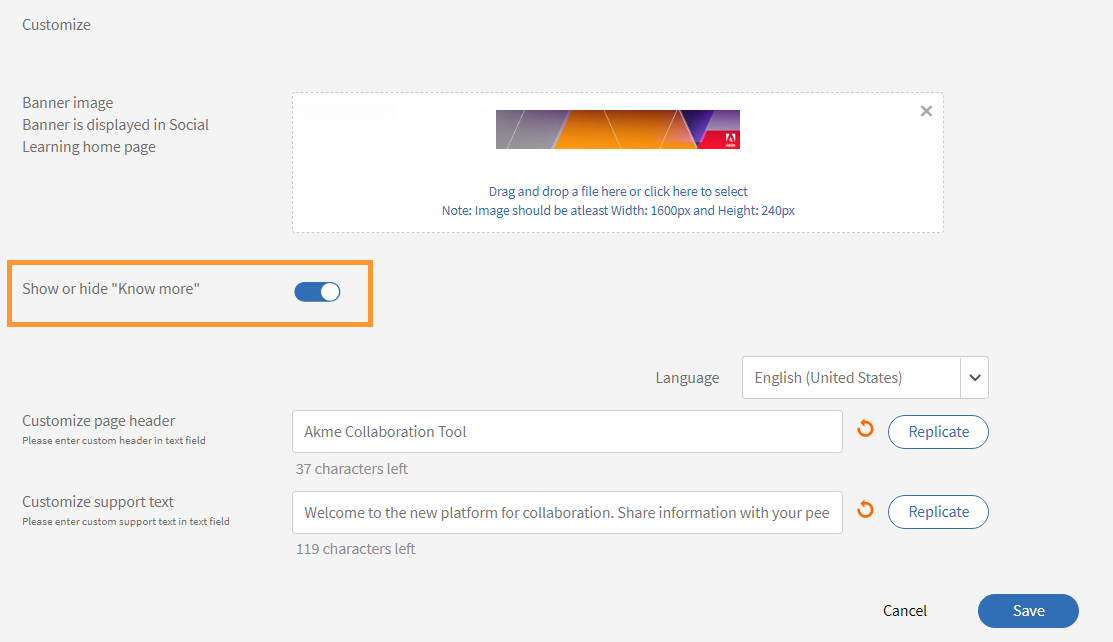 Customize
Banner image
Banner is displayed in Social
Learning home page
Drag and drop a file here or click here to select
Note: Image should be atleast Width: 1600px and Height: 240px
Show or hide "Know more"
Language
English (United States)
Customize page header
Please enter custom header in text field
Akme Collaboration Tool
Replicate
37 characters left
Customize support text
Please enter custom support text in text field
Welcome to the new platform for collaboration. Share information with your pee
Replicate
119 characters left
Cancel
Save